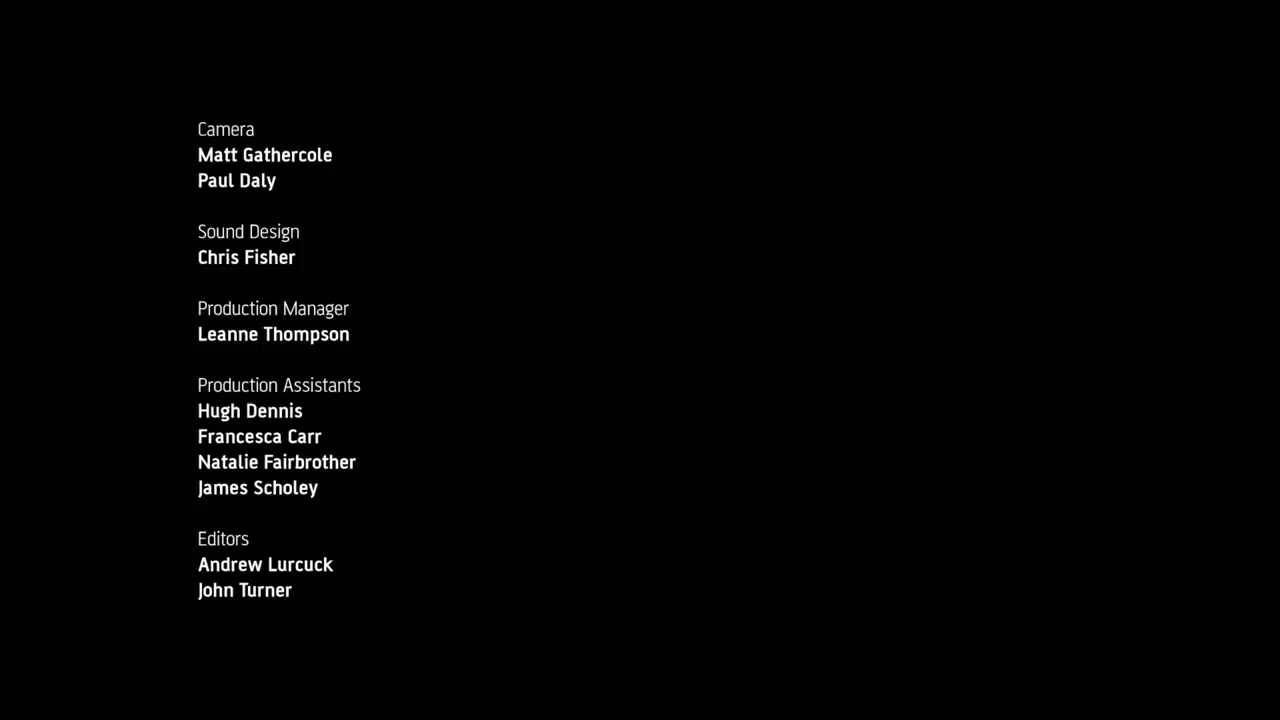 Camera
Matt Gathercole
Paul Daly
Sound Design
Chris Fisher
Production Manager
Leanne Thompson
Production Assistants
Hugh Dennis
Francesca Carr
Natalie Fairbrother
James Scholey
Editors
Andrew Lurcuck
John Turner